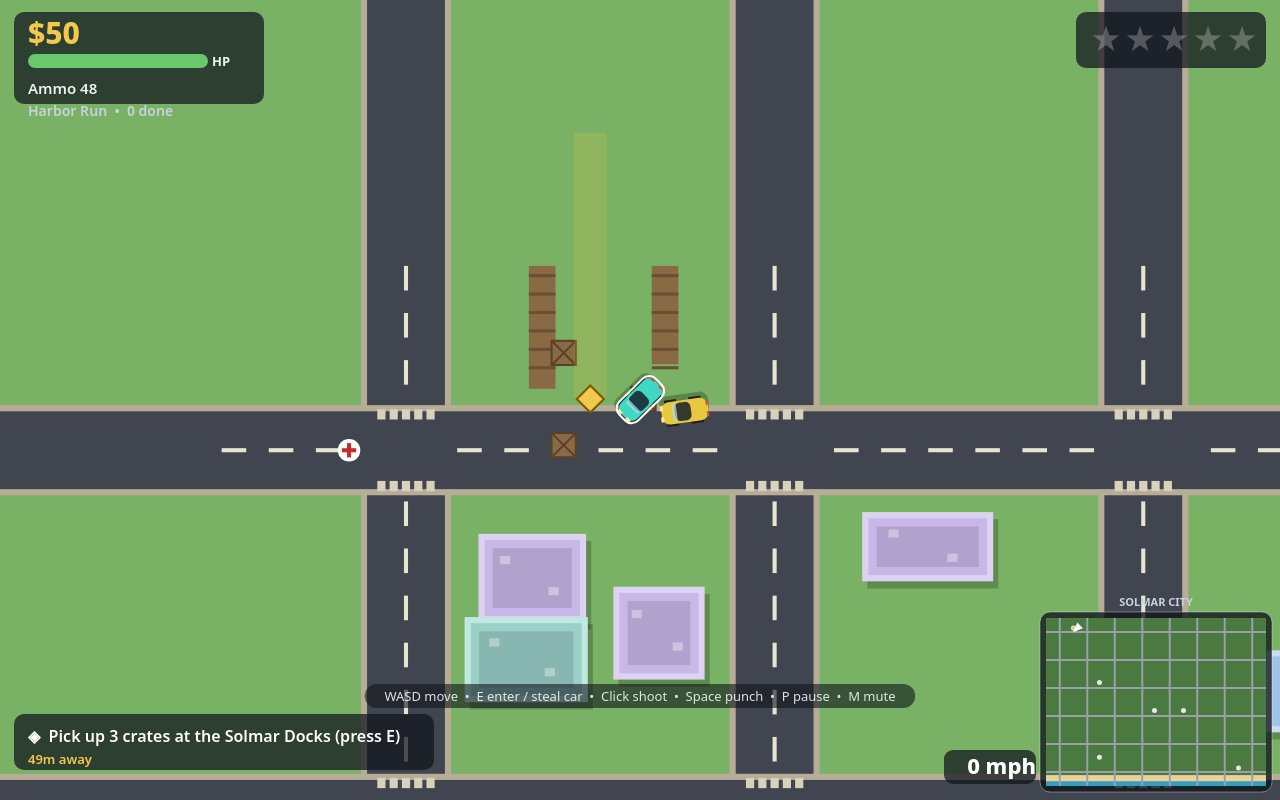 $50
HP
Ammo 48
Harbor Run • 0 done
SOLMAR CITY
WASD move • E enter / steal car • Click shoot • Space punch • P pause • M mute
Pick up 3 crates at the Solmar Docks (press E)
49m away
0 mph